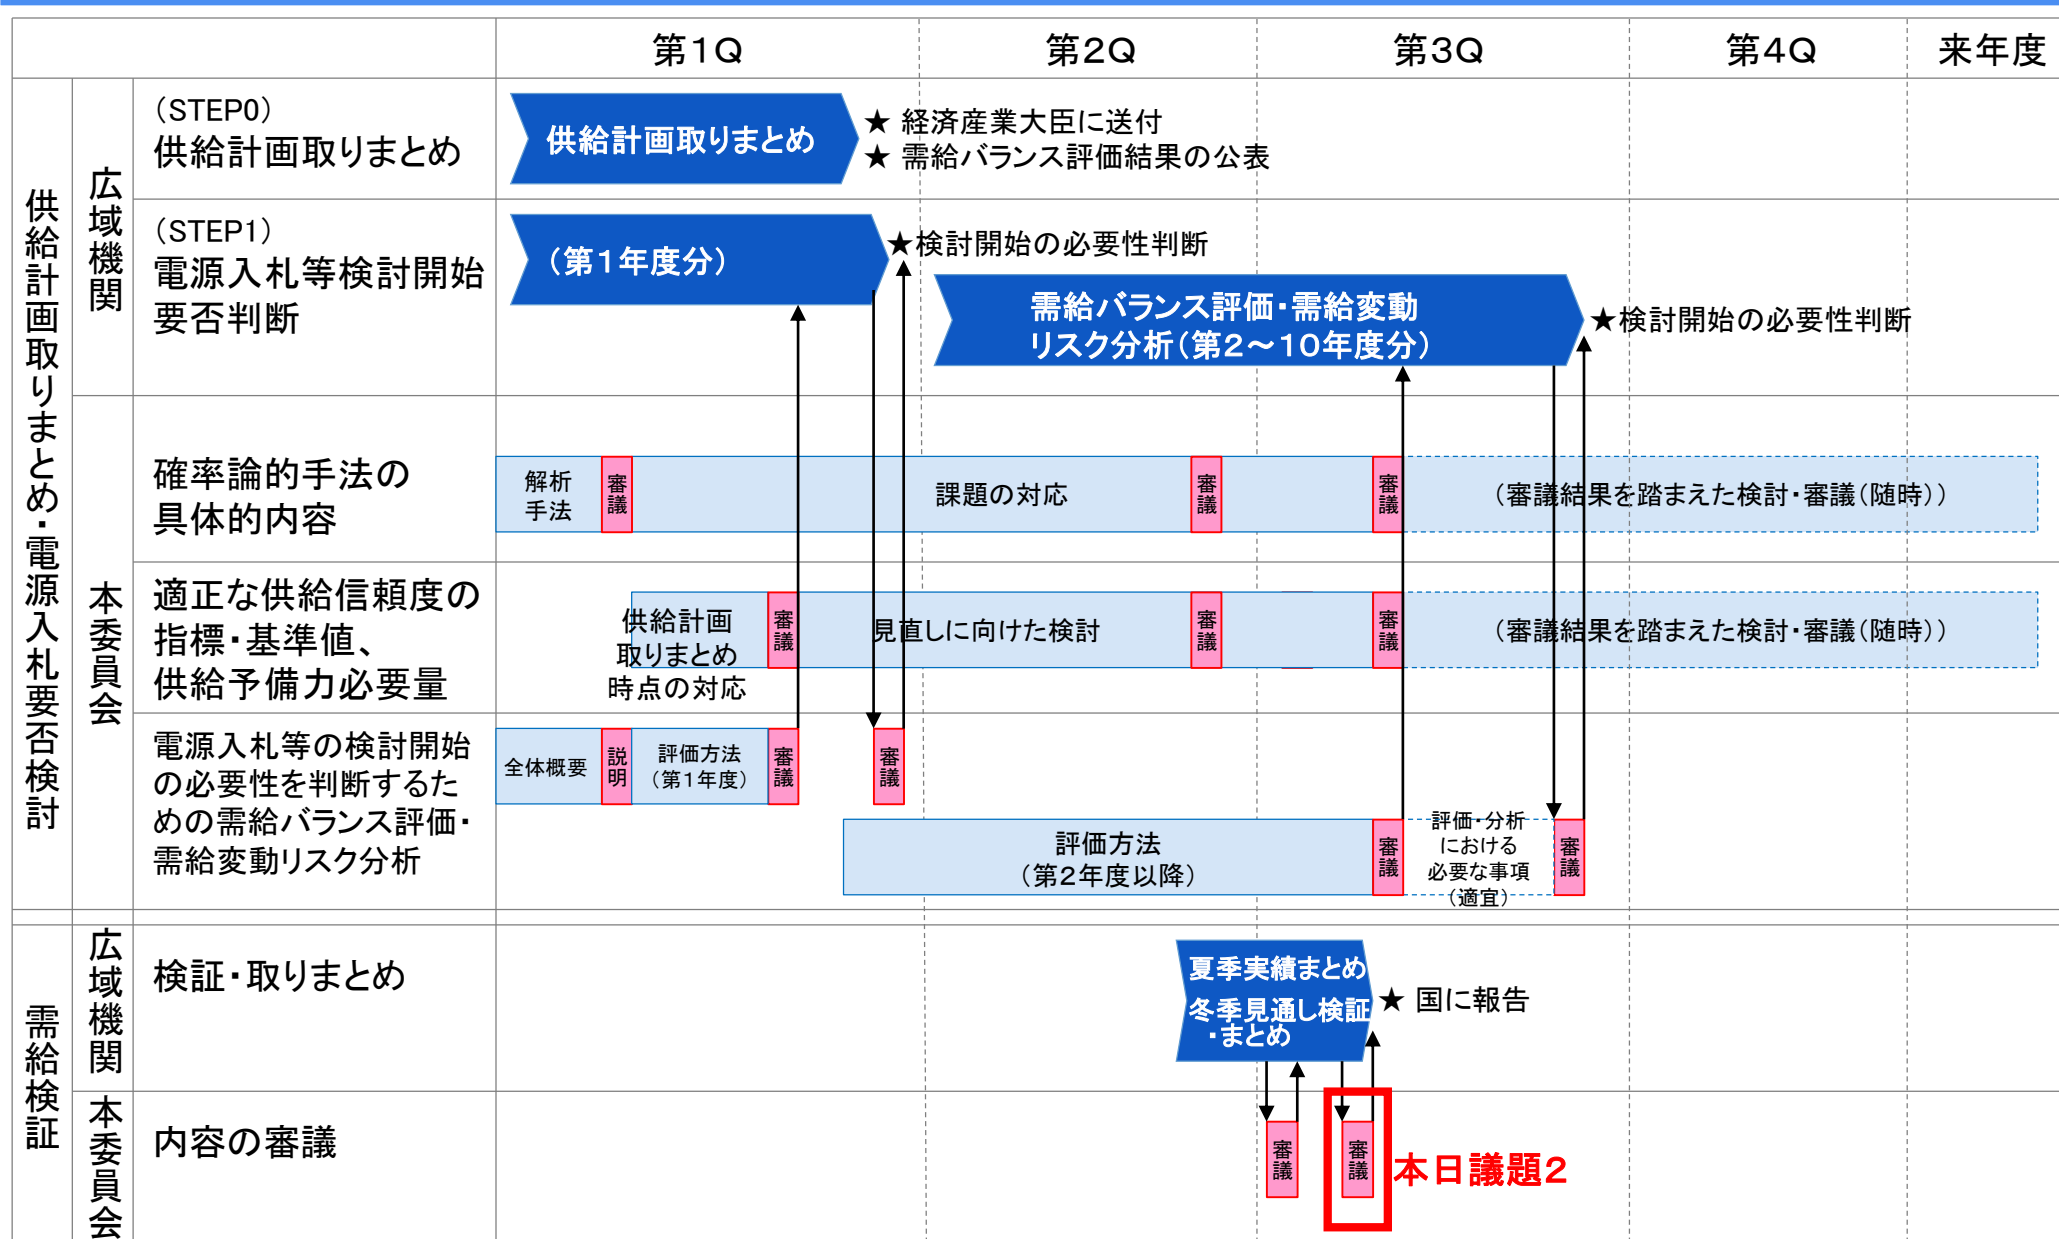 第1Q
第2Q
第3Q
第4Q
来年度
供給計画取りまとめ・電源入札要否検討
広域機関
(STEP0)
供給計画取りまとめ
供給計画取りまとめ
★ 経済産業大臣に送付
★ 需給バランス評価結果の公表
(STEP1)
電源入札等検討開始
要否判断
(第1年度分)
★検討開始の必要性判断
需給バランス評価・需給変動
リスク分析(第2～10年度分)
★検討開始の必要性判断
本委員会
確率論的手法の
具体的内容
解析
手法
審議
課題の対応
審議
審議
(審議結果を踏まえた検討・審議(随時))
適正な供給信頼度の
指標・基準値、
供給予備力必要量
供給計画
取りまとめ
時点の対応
審議
見直しに向けた検討
審議
審議
(審議結果を踏まえた検討・審議(随時))
電源入札等の検討開始
の必要性を判断するた
めの需給バランス評価・
需給変動リスク分析
全体概要
説明
評価方法
(第1年度)
審議
審議
評価方法
(第2年度以降)
審議
評価・分析
における
必要な事項
(適宜)
審議
需給検証
広域機関
検証・取りまとめ
夏季実績まとめ
冬季見通し検証
・まとめ
★ 国に報告
本委員会
内容の審議
審議
審議
本日議題2